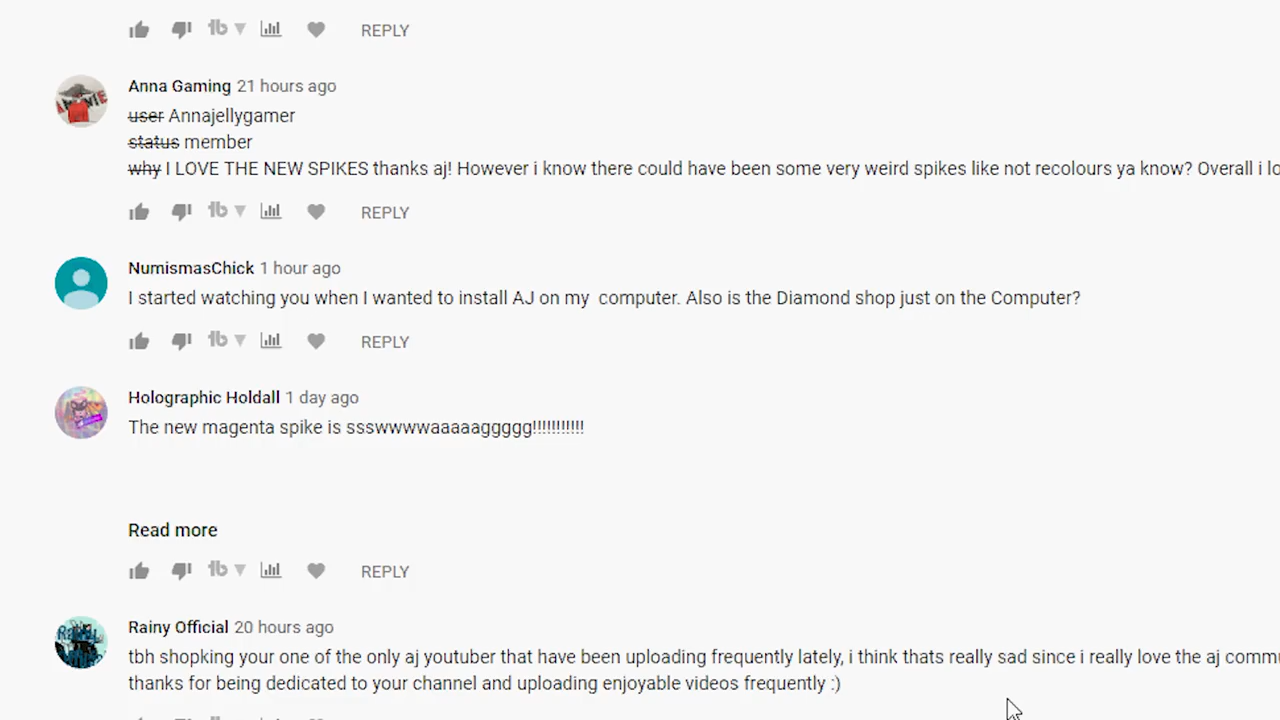 REPLY
Anna Gaming 21 hours ago
user Annajellygamer
status member
why I LOVE THE NEW SPIKES thanks aj! However i know there could have been some very weird spikes like not recolours ya know? Overall i lo
REPLY
NumismasChick 1 hour ago
I started watching you when I wanted to install AJ on my  computer. Also is the Diamond shop just on the Computer?
REPLY
Holographic Holdall 1 day ago
The new magenta spike is ssswwwwaaaaaggggg!!!!!!!!!!!
Read more
REPLY
Rainy Official 20 hours ago
tbh shopking your one of the only aj youtuber that have been uploading frequently lately, i think thats really sad since i really love the aj commu
thanks for being dedicated to your channel and uploading enjoyable videos frequently :)